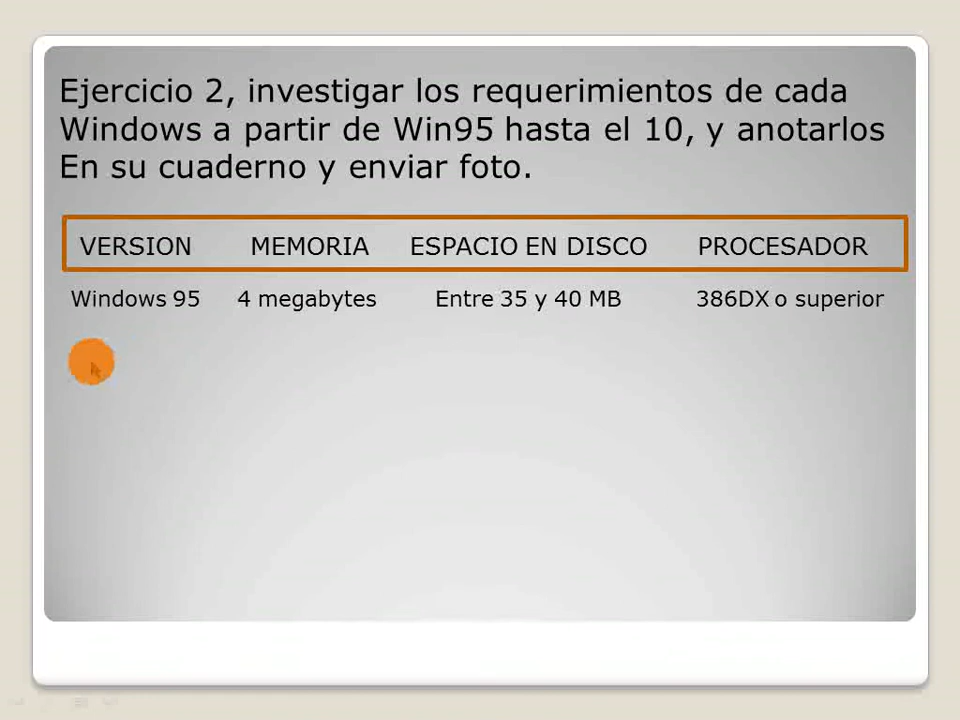 Ejercicio 2, investigar los requerimientos de cada
Windows a partir de Win95 hasta el 10, y anotarlos
En su cuaderno y enviar foto.
VERSION MEMORIA ESPACIO EN DISCO PROCESADOR
Windows 95 4 megabytes Entre 35 y 40 MB 386DX o superior